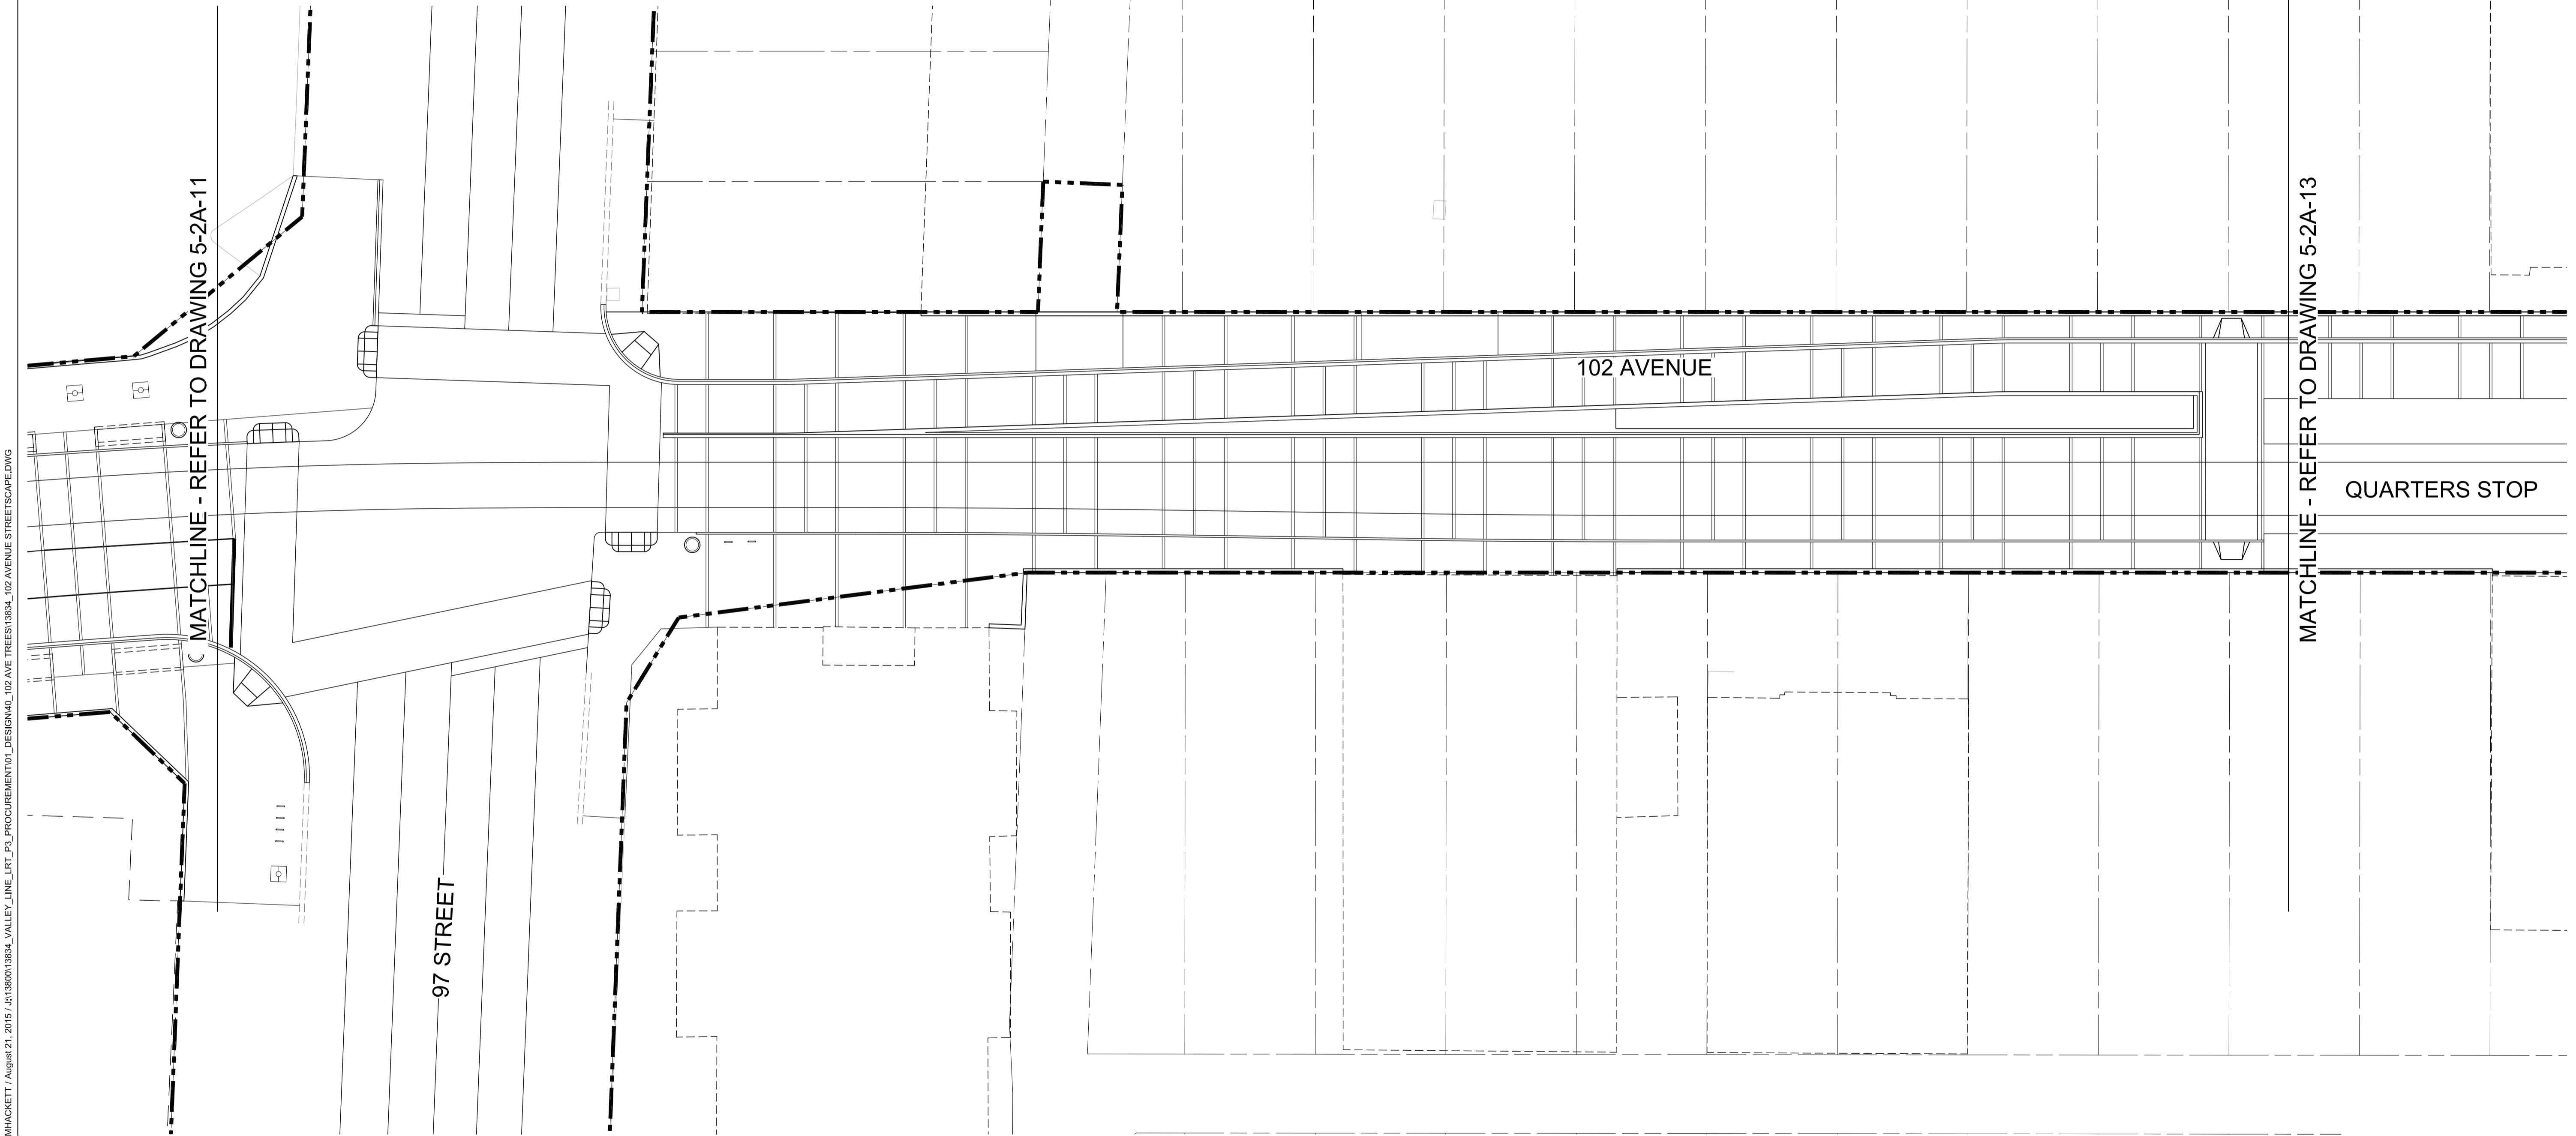 MATCHLINE - REFER TO DRAWING 5-2A-11
102 AVENUE
MATCHLINE - REFER TO DRAWING 5-2A-13
QUARTERS STOP
97 STREET
MHACKETT / August 21, 2015 / J:\13800\13834_VALLEY_LINE_LRT_P3_PROCUREMENT\01_DESIGN\40_102 AVE TREES\13834_102 AVENUE STREETSCAPE.DWG